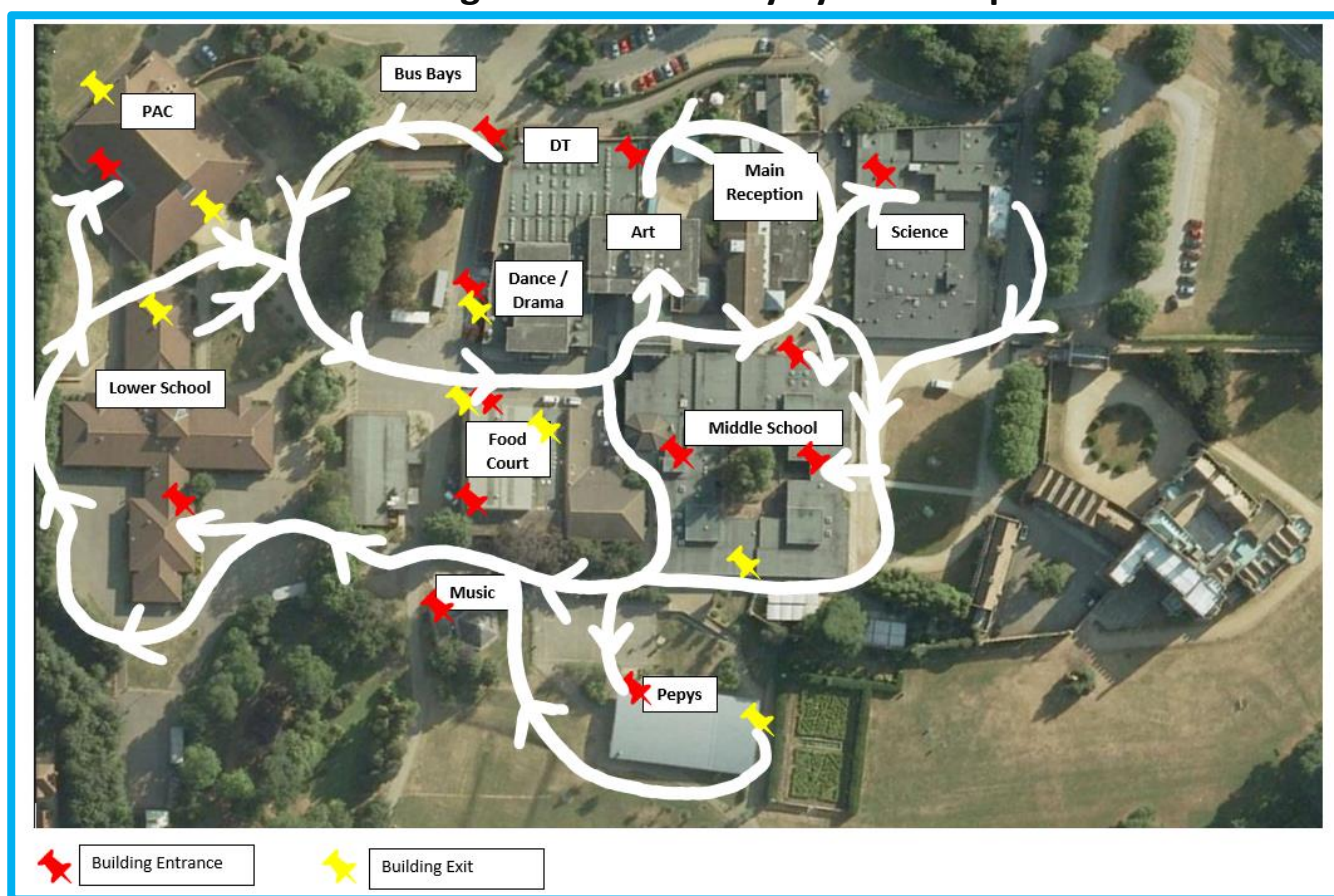 Bus Bays
PAC
DT
Main
Reception
Art
Science
Dance /
Drama
Lower School
Food
Court
Middle School
Music
Pepys
Building Entrance
Building Exit